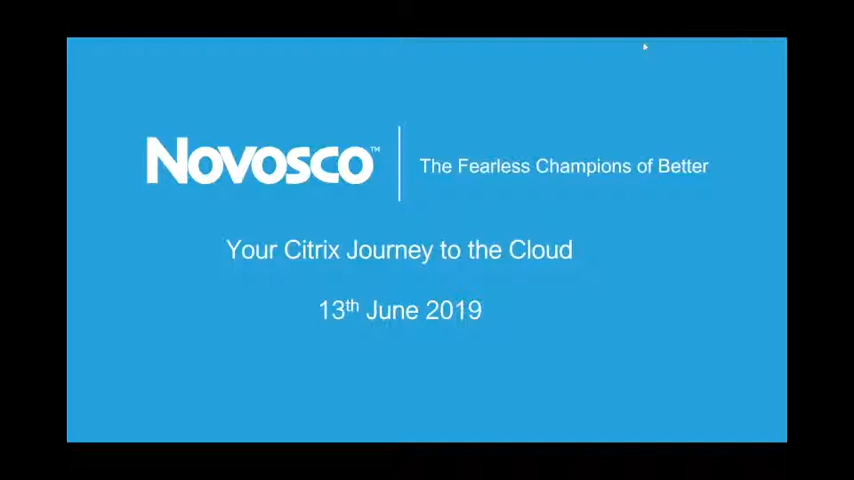 Novosco™
The Fearless Champions of Better
Your Citrix Journey to the Cloud
13th June 2019